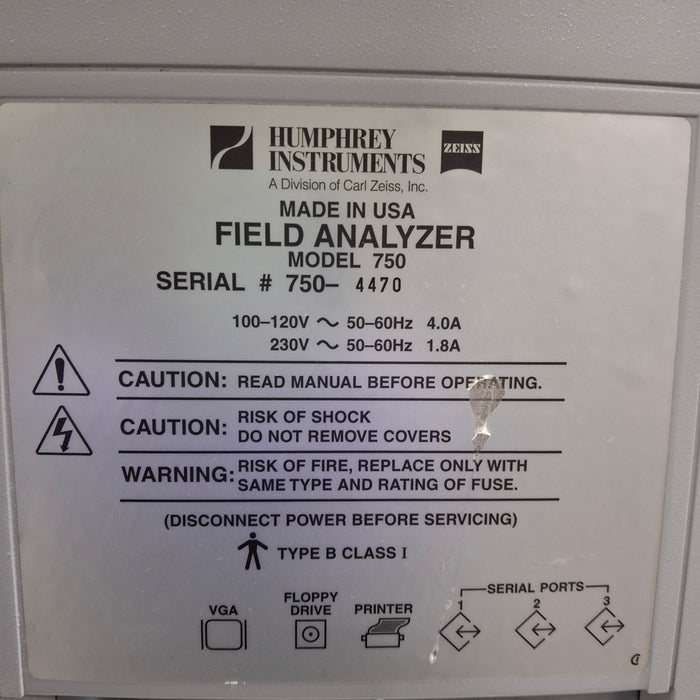 HUMPHREY
INSTRUMENTS
ZEISS
A Division of Carl Zeiss, Inc.
MADE IN USA
FIELD ANALYZER
MODEL 750
SERIAL # 750– 4470
100–120V ∼ 50–60Hz 4.0A
230V ∼ 50–60Hz 1.8A
CAUTION: READ MANUAL BEFORE OPERATING.
CAUTION: RISK OF SHOCK
DO NOT REMOVE COVERS
WARNING: RISK OF FIRE, REPLACE ONLY WITH
SAME TYPE AND RATING OF FUSE.
(DISCONNECT POWER BEFORE SERVICING)
TYPE B CLASS I
VGA
FLOPPY
DRIVE
PRINTER
SERIAL PORTS
1 2 3